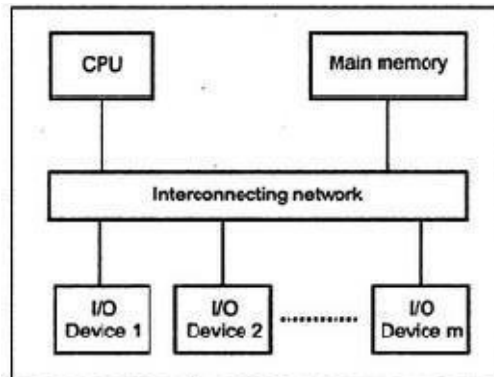 CPU
Main memory
Interconnecting network
I/O
Device 1
I/O
Device 2
I/O
Device m